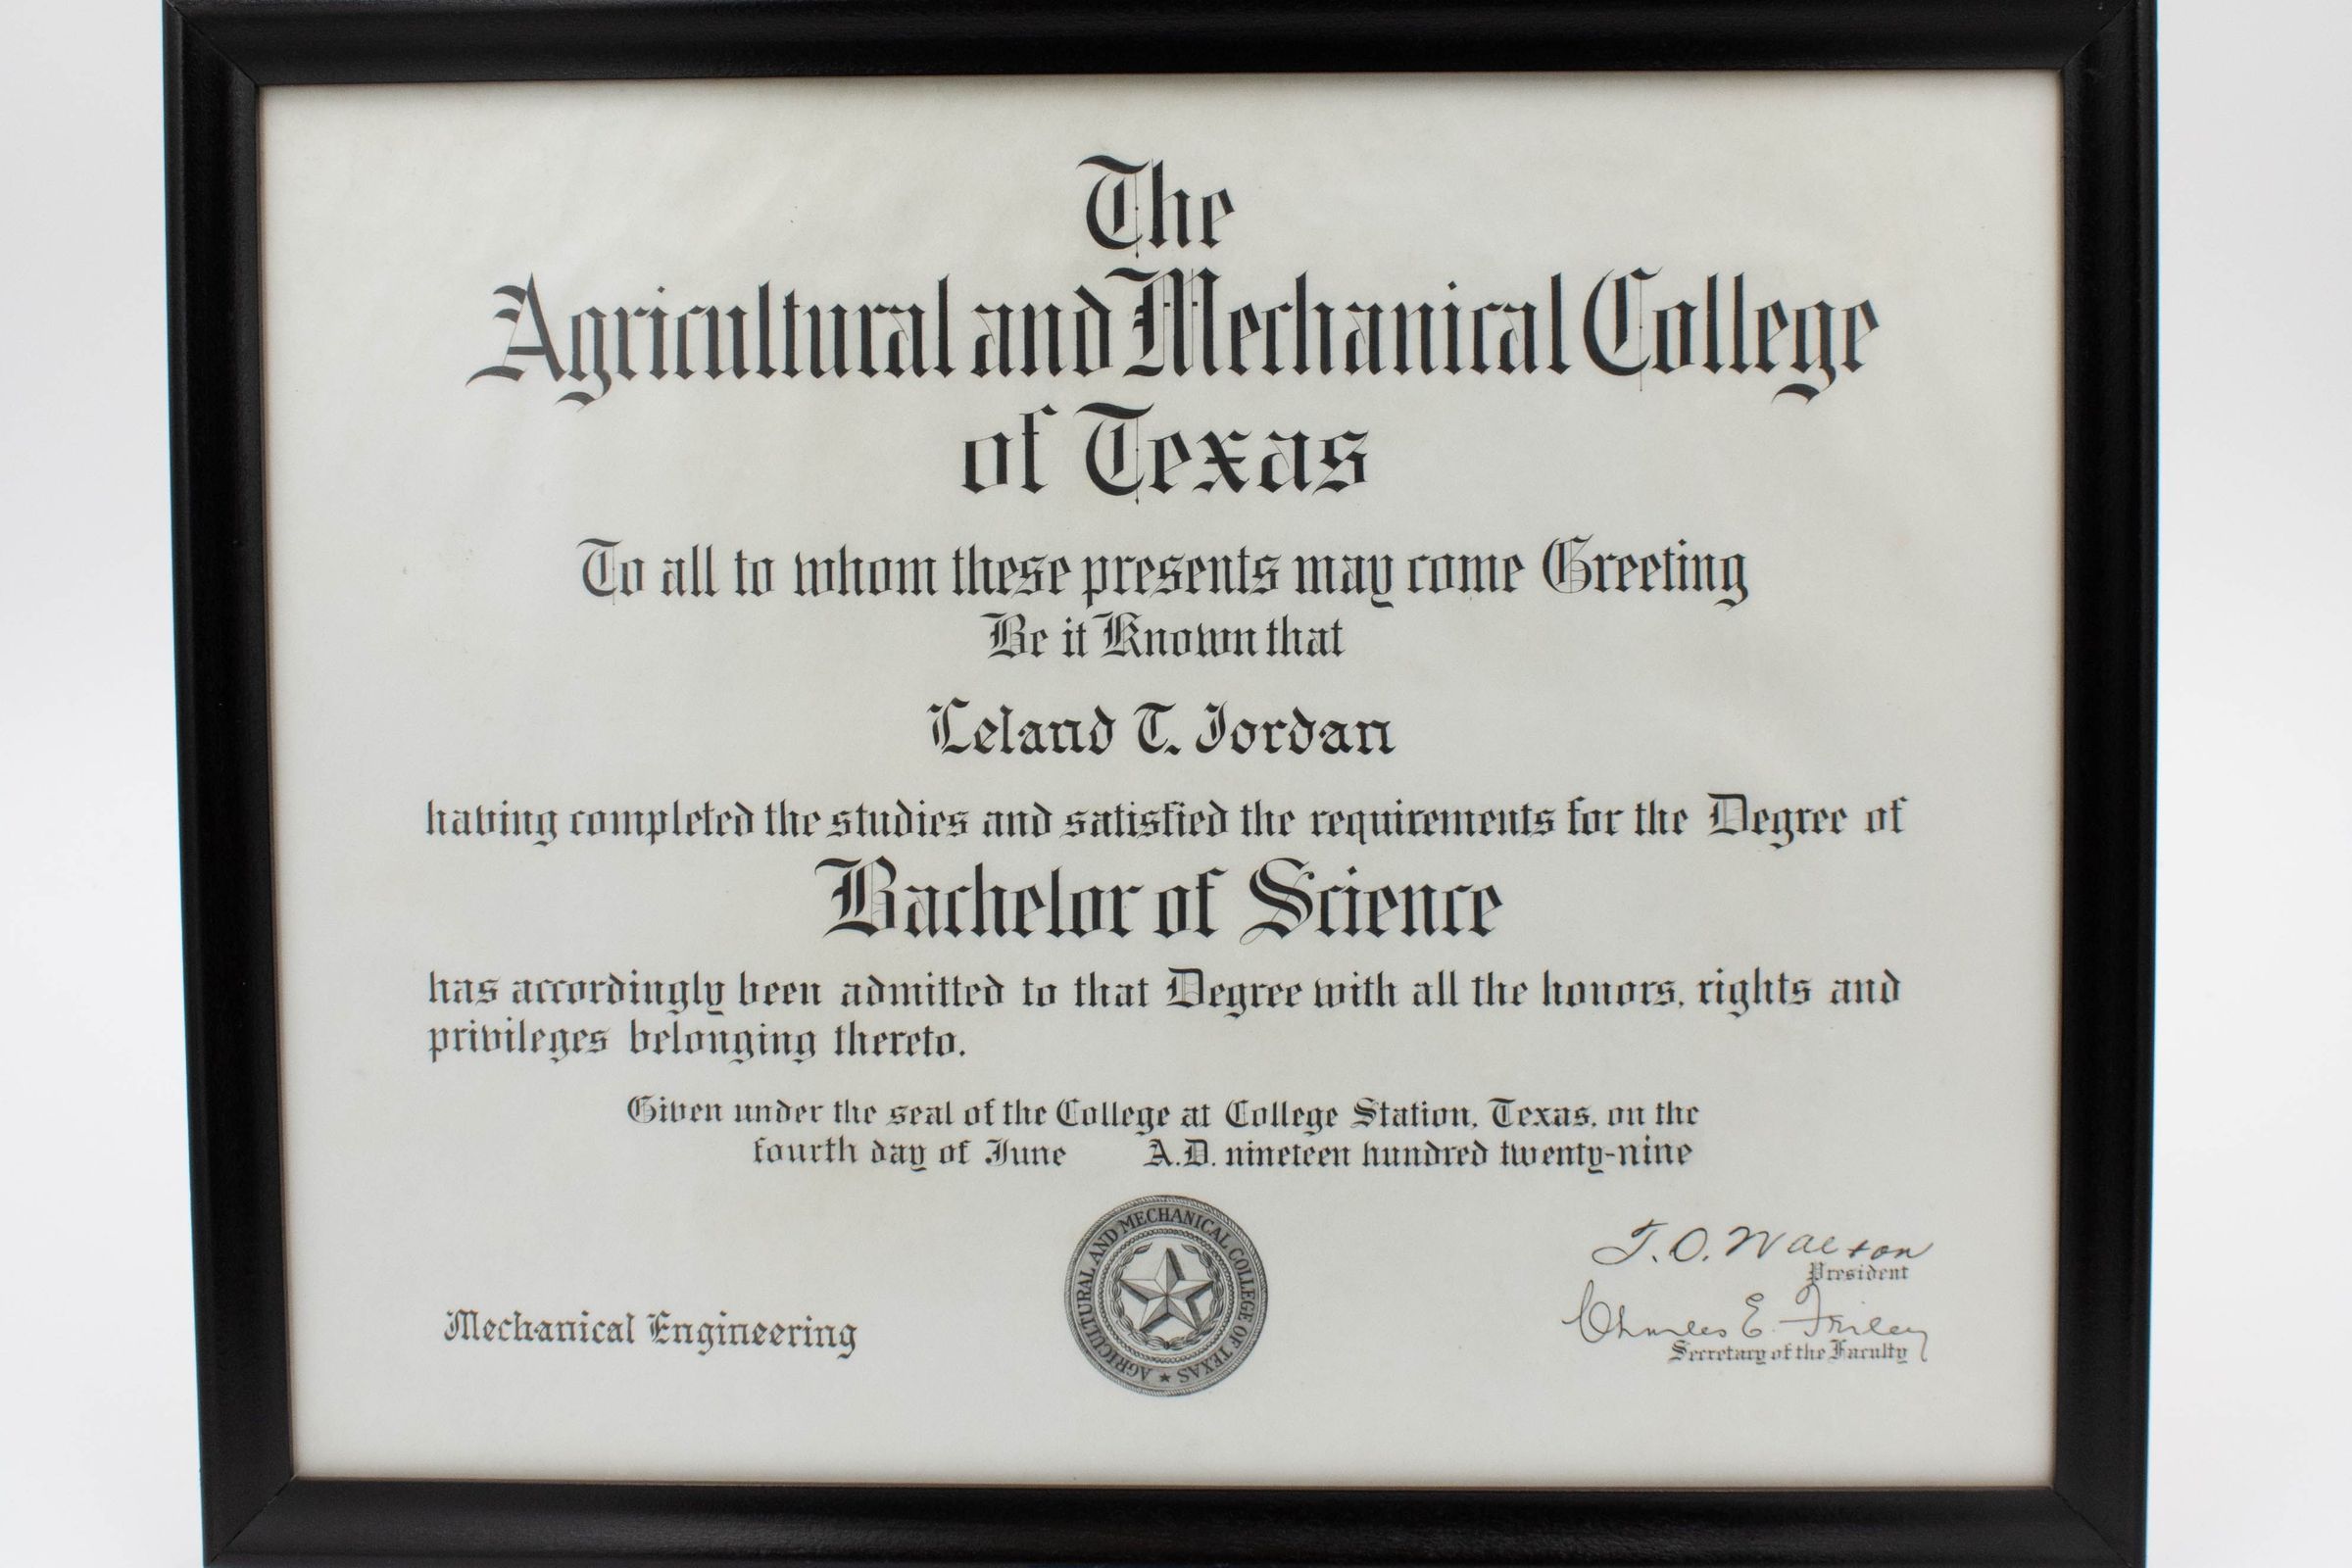 The
Agricultural and Mechanical College
of Texas
To all to whom these presents may come Greeting
Be it Known that
Leland T. Jordan
having completed the studies and satisfied the requirements for the Degree of
Bachelor of Science
has accordingly been admitted to that Degree with all the honors, rights and
privileges belonging thereto.
Given under the seal of the College at College Station, Texas, on the
fourth day of June A.D. nineteen hundred twenty-nine
Mechanical Engineering
AGRICULTURAL AND MECHANICAL COLLEGE OF TEXAS ★
T. O. Walton
President
Charles E. Friley
Secretary of the Faculty